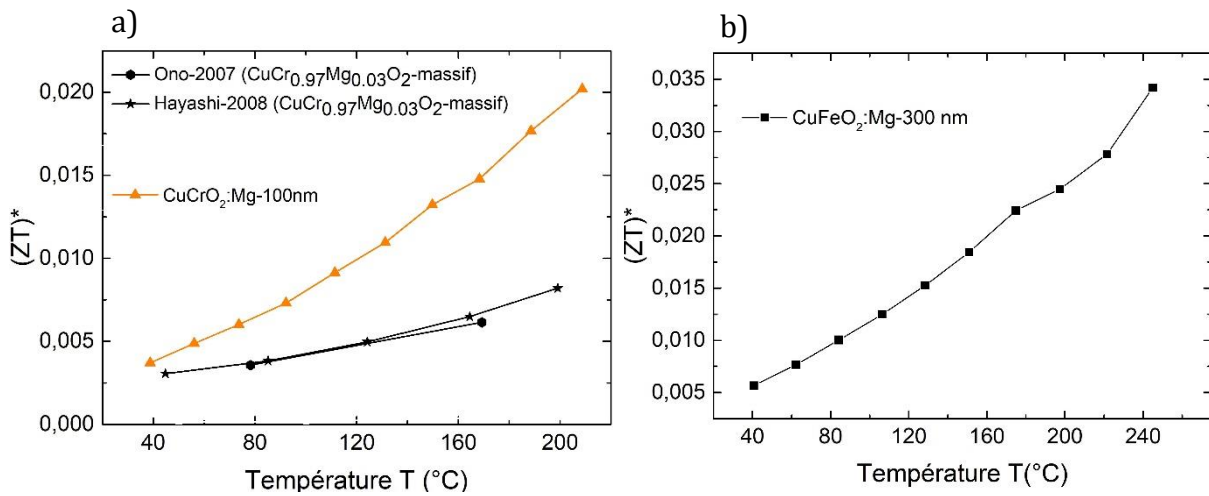 a)
Ono-2007 (CuCr0.97Mg0.03O2-massif)
Hayashi-2008 (CuCr0.97Mg0.03O2-massif)
CuCrO2:Mg-100nm
0,020
0,015
0,010
0,005
0,000
(ZT)*
40 80 120 160 200
Température T (°C)
b)
CuFeO2:Mg-300 nm
0,035
0,030
0,025
0,020
0,015
0,010
0,005
(ZT)*
40 80 120 160 200 240
Température T(°C)